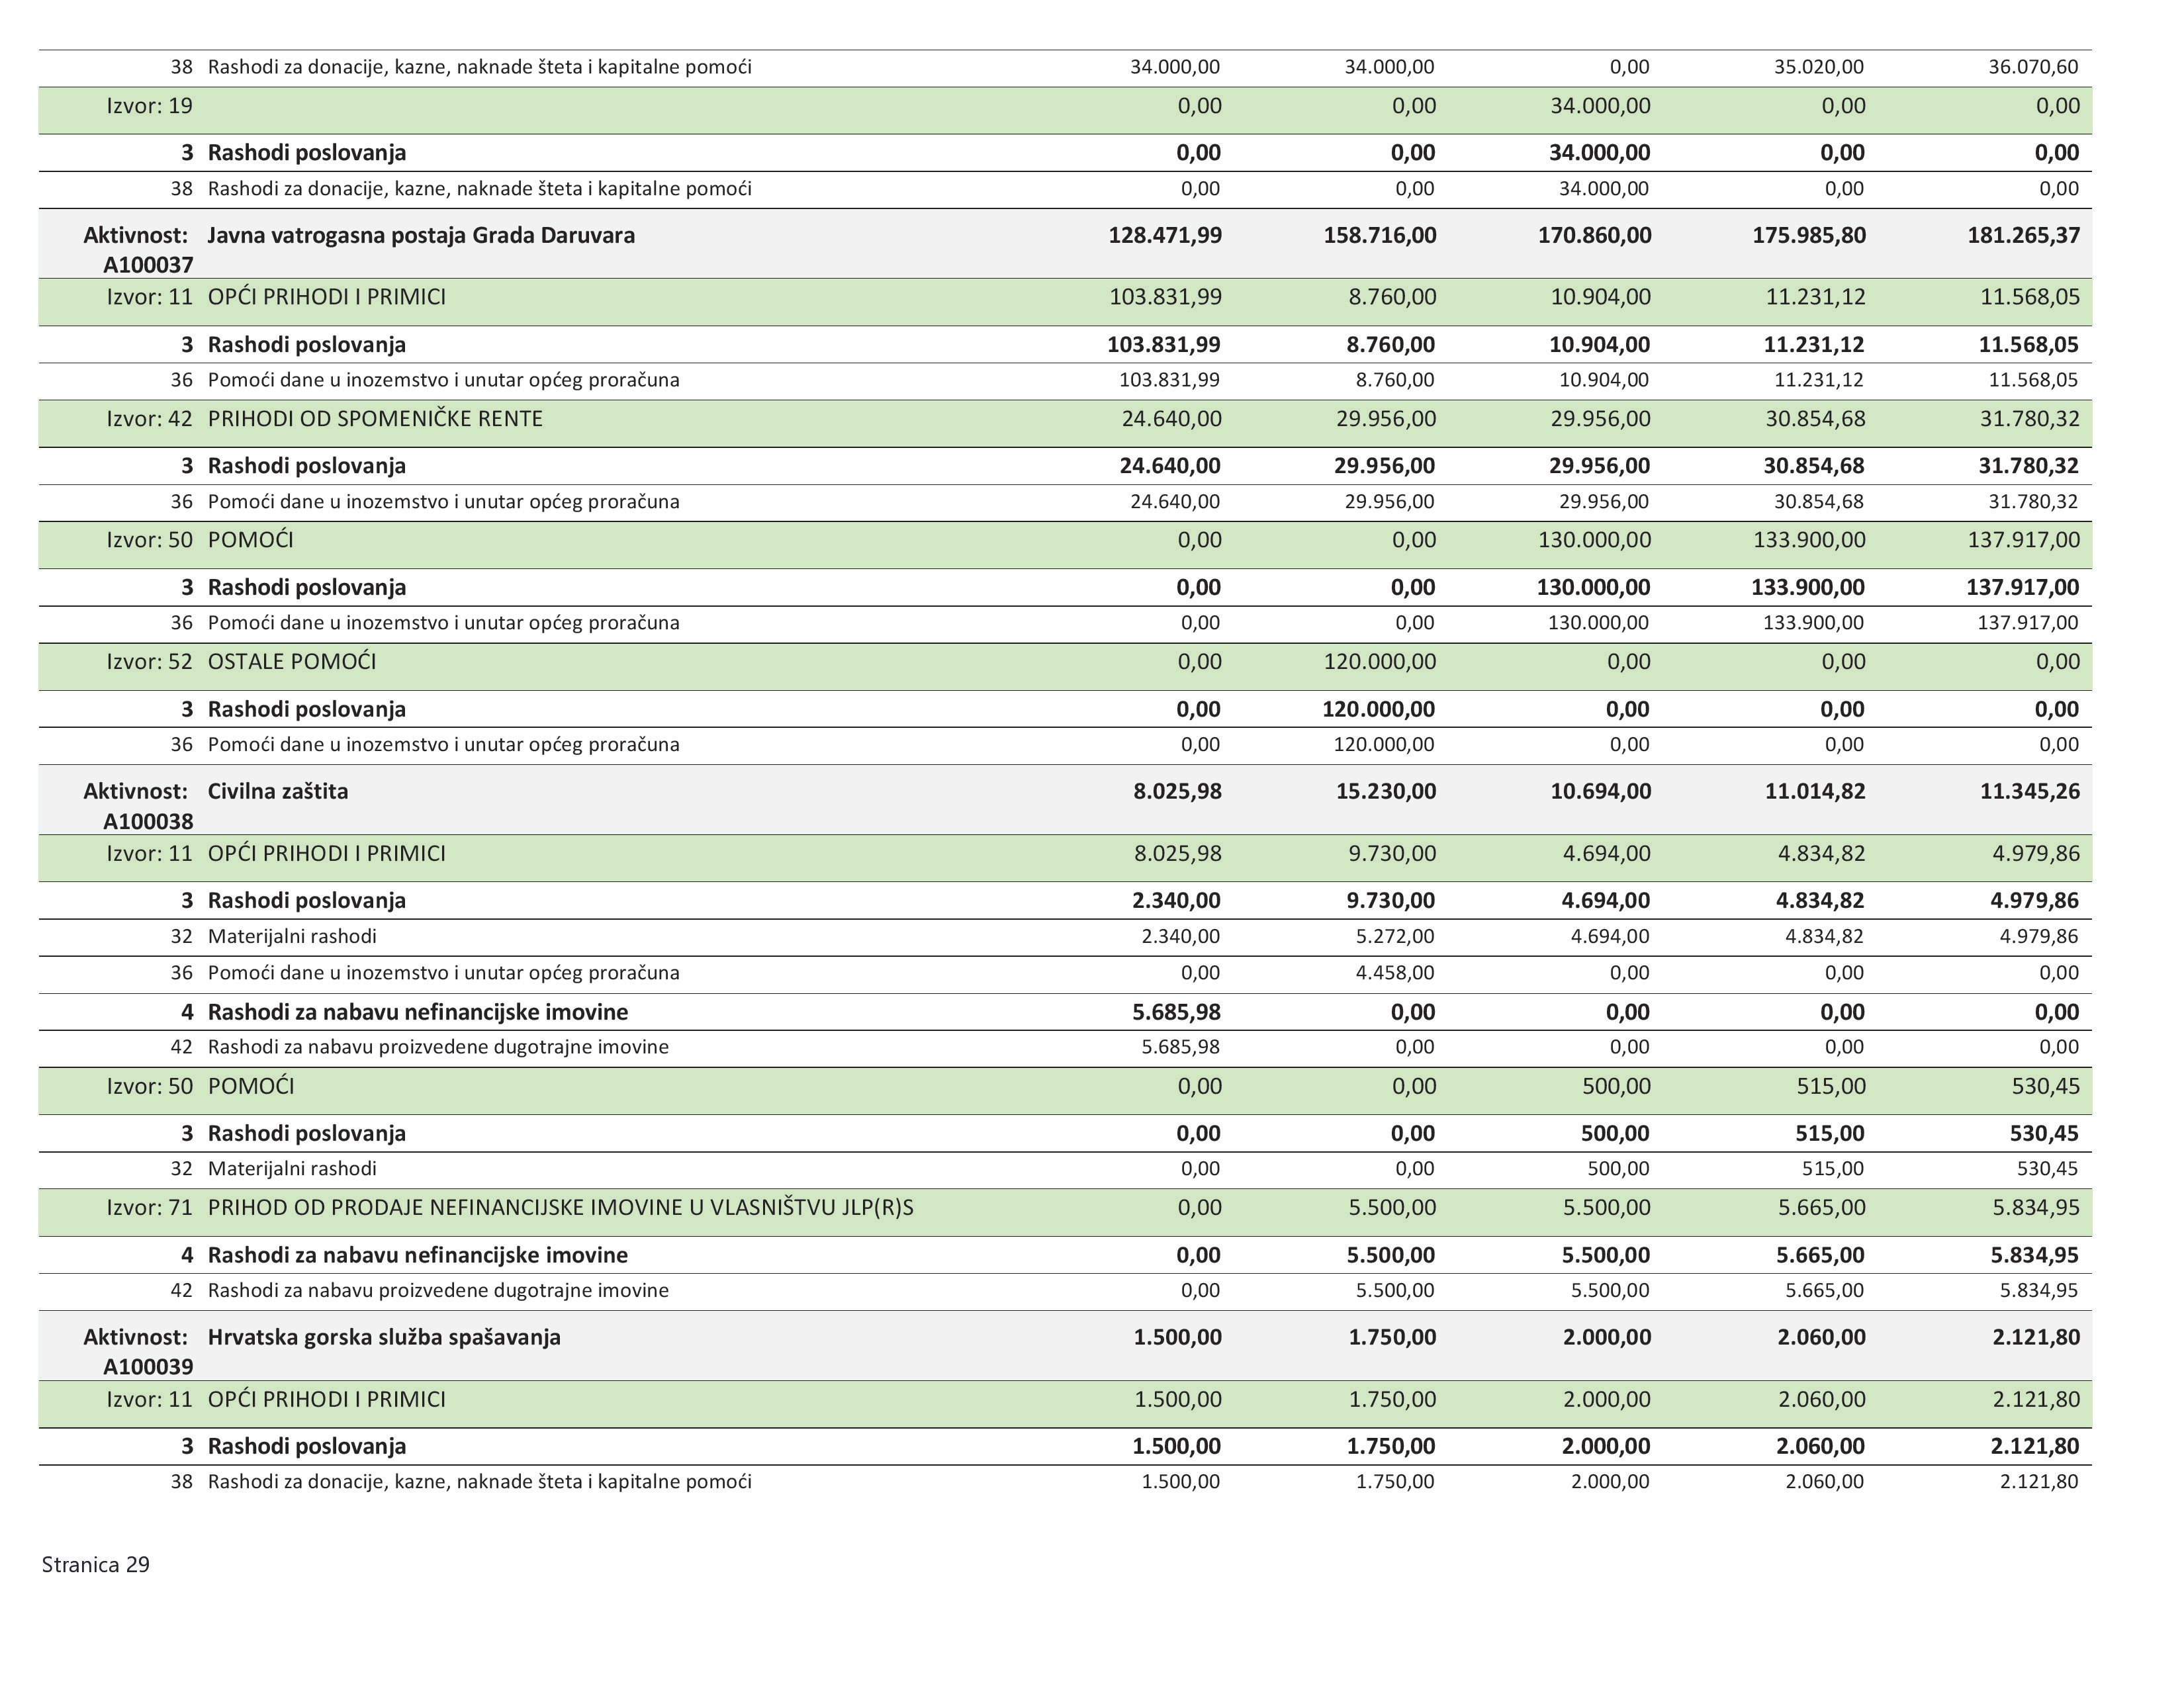 38 Rashodi za donacije, kazne, naknade šteta i kapitalne pomoći 34.000,00 34.000,00 0,00 35.020,00 36.070,60
Izvor: 19 0,00 0,00 34.000,00 0,00 0,00
3 Rashodi poslovanja 0,00 0,00 34.000,00 0,00 0,00
38 Rashodi za donacije, kazne, naknade šteta i kapitalne pomoći 0,00 0,00 34.000,00 0,00 0,00
Aktivnost: Javna vatrogasna postaja Grada Daruvara 128.471,99 158.716,00 170.860,00 175.985,80 181.265,37
A100037
Izvor: 11 OPĆI PRIHODI I PRIMICI 103.831,99 8.760,00 10.904,00 11.231,12 11.568,05
3 Rashodi poslovanja 103.831,99 8.760,00 10.904,00 11.231,12 11.568,05
36 Pomoći dane u inozemstvo i unutar općeg proračuna 103.831,99 8.760,00 10.904,00 11.231,12 11.568,05
Izvor: 42 PRIHODI OD SPOMENIČKE RENTE 24.640,00 29.956,00 29.956,00 30.854,68 31.780,32
3 Rashodi poslovanja 24.640,00 29.956,00 29.956,00 30.854,68 31.780,32
36 Pomoći dane u inozemstvo i unutar općeg proračuna 24.640,00 29.956,00 29.956,00 30.854,68 31.780,32
Izvor: 50 POMOĆI 0,00 0,00 130.000,00 133.900,00 137.917,00
3 Rashodi poslovanja 0,00 0,00 130.000,00 133.900,00 137.917,00
36 Pomoći dane u inozemstvo i unutar općeg proračuna 0,00 0,00 130.000,00 133.900,00 137.917,00
Izvor: 52 OSTALE POMOĆI 0,00 120.000,00 0,00 0,00 0,00
3 Rashodi poslovanja 0,00 120.000,00 0,00 0,00 0,00
36 Pomoći dane u inozemstvo i unutar općeg proračuna 0,00 120.000,00 0,00 0,00 0,00
Aktivnost: Civilna zaštita 8.025,98 15.230,00 10.694,00 11.014,82 11.345,26
A100038
Izvor: 11 OPĆI PRIHODI I PRIMICI 8.025,98 9.730,00 4.694,00 4.834,82 4.979,86
3 Rashodi poslovanja 2.340,00 9.730,00 4.694,00 4.834,82 4.979,86
32 Materijalni rashodi 2.340,00 5.272,00 4.694,00 4.834,82 4.979,86
36 Pomoći dane u inozemstvo i unutar općeg proračuna 0,00 4.458,00 0,00 0,00 0,00
4 Rashodi za nabavu nefinancijske imovine 5.685,98 0,00 0,00 0,00 0,00
42 Rashodi za nabavu proizvedene dugotrajne imovine 5.685,98 0,00 0,00 0,00 0,00
Izvor: 50 POMOĆI 0,00 0,00 500,00 515,00 530,45
3 Rashodi poslovanja 0,00 0,00 500,00 515,00 530,45
32 Materijalni rashodi 0,00 0,00 500,00 515,00 530,45
Izvor: 71 PRIHOD OD PRODAJE NEFINANCIJSKE IMOVINE U VLASNIŠTVU JLP(R)S 0,00 5.500,00 5.500,00 5.665,00 5.834,95
4 Rashodi za nabavu nefinancijske imovine 0,00 5.500,00 5.500,00 5.665,00 5.834,95
42 Rashodi za nabavu proizvedene dugotrajne imovine 0,00 5.500,00 5.500,00 5.665,00 5.834,95
Aktivnost: Hrvatska gorska služba spašavanja 1.500,00 1.750,00 2.000,00 2.060,00 2.121,80
A100039
Izvor: 11 OPĆI PRIHODI I PRIMICI 1.500,00 1.750,00 2.000,00 2.060,00 2.121,80
3 Rashodi poslovanja 1.500,00 1.750,00 2.000,00 2.060,00 2.121,80
38 Rashodi za donacije, kazne, naknade šteta i kapitalne pomoći 1.500,00 1.750,00 2.000,00 2.060,00 2.121,80
Stranica 29